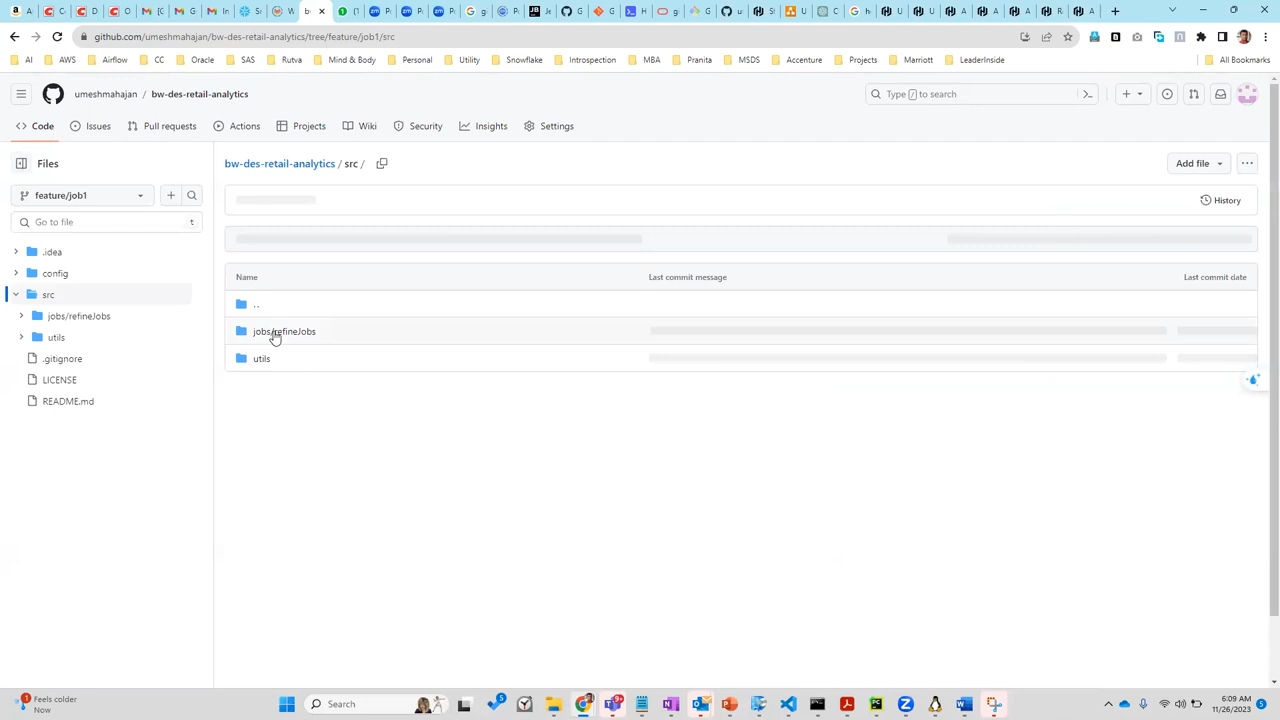 github.com/umeshmahajan/bw-des-retail-analytics/tree/feature/job1/src
AI AWS Airflow CC Oracle SAS Rutva Mind & Body Personal Utility Snowflake Introspection MBA Pranita MSDS Accenture Projects Marriott LeaderInside All Bookmarks
umeshmahajan / bw-des-retail-analytics
Type / to search
Code Issues Pull requests Actions Projects Wiki Security Insights Settings
Files
bw-des-retail-analytics / src /
Add file
feature/job1
History
Go to file
t
.idea
config
src
jobs/refineJobs
utils
.gitignore
LICENSE
README.md
Name Last commit message Last commit date
..
jobs/refineJobs
utils
Feels colder
Now
Search
6:09 AM
11/26/2023